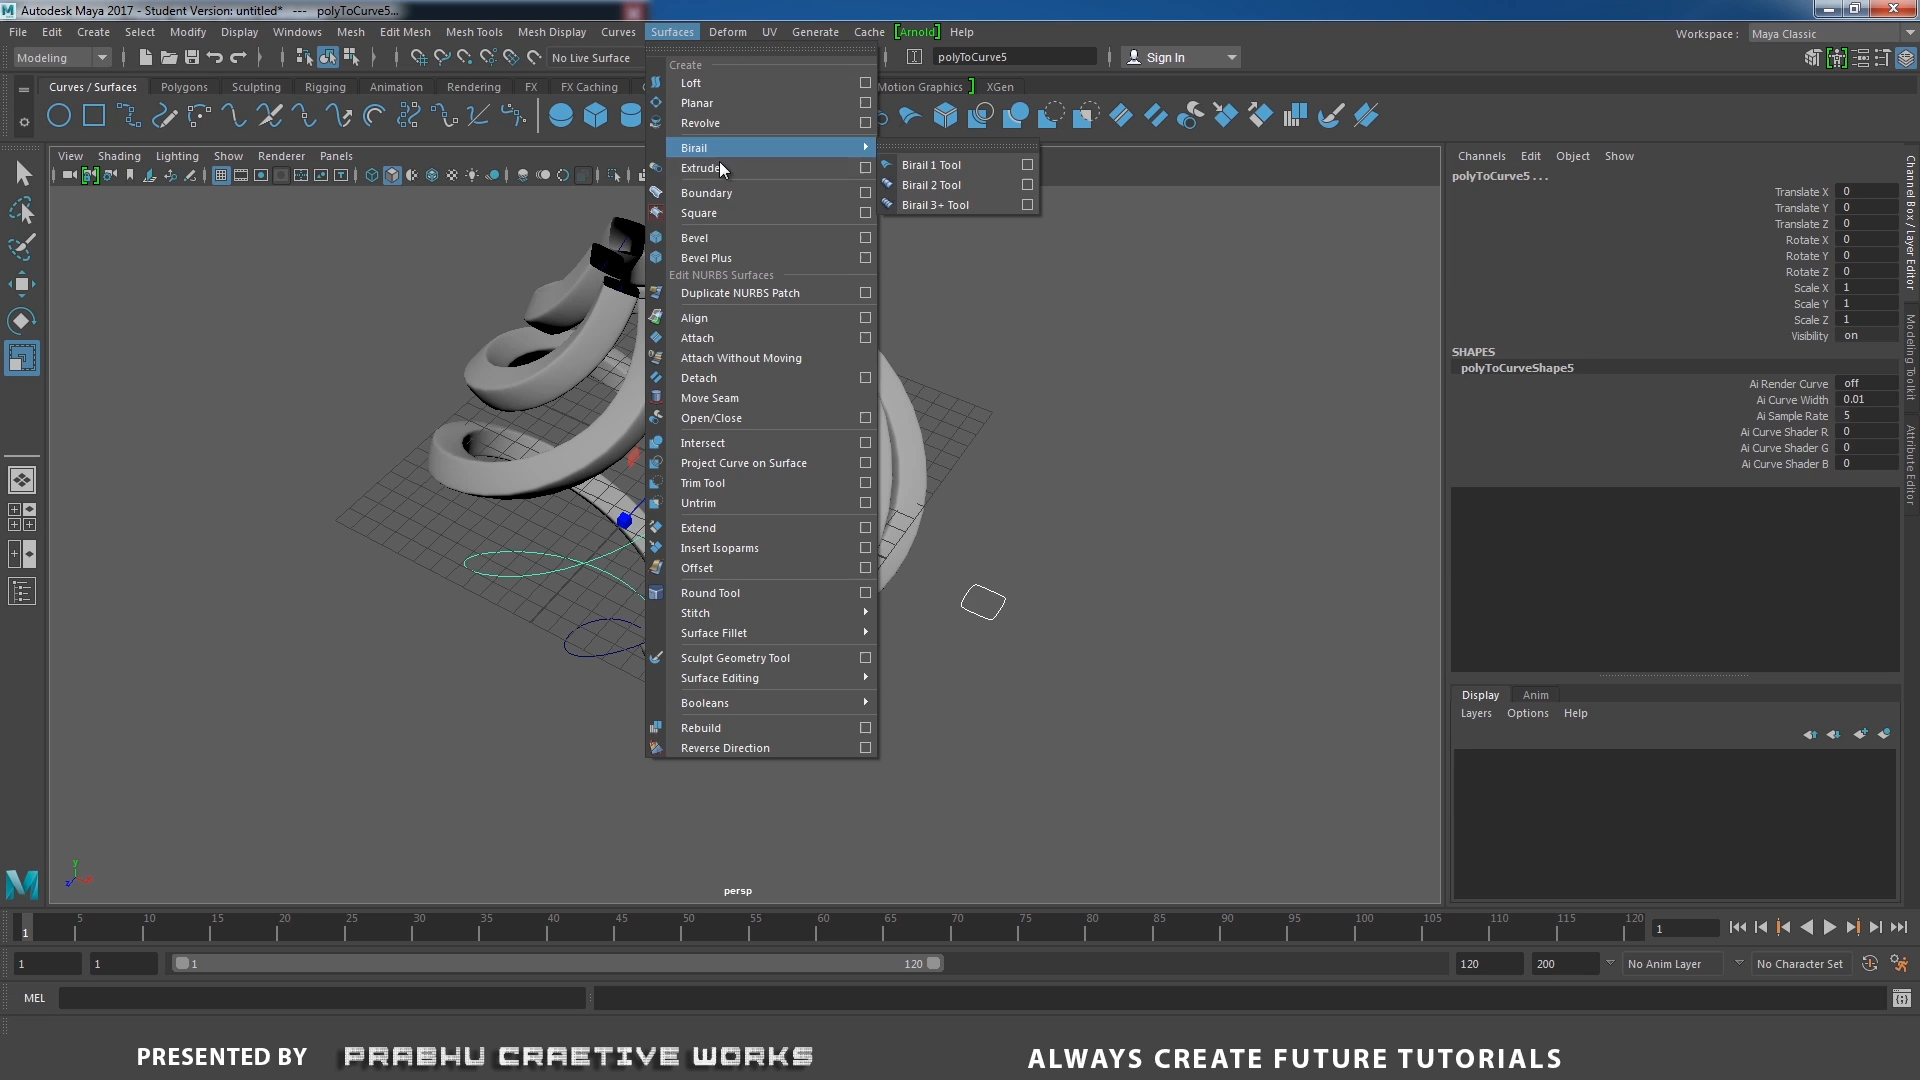 Autodesk Maya 2017 - Student Version: untitled*   ---   polyToCurve5...
File Edit Create Select Modify Display Windows Mesh Edit Mesh Mesh Tools Mesh Display Curves Surfaces Deform UV Generate Cache [Arnold] Help
Workspace : Maya Classic
Modeling No Live Surface polyToCurve5 Sign In
Curves / Surfaces Polygons Sculpting Rigging Animation Rendering FX FX Caching Motion Graphics ] XGen
View Shading Lighting Show Renderer Panels
Create
Loft
Planar
Revolve
Birail
Extrude
Boundary
Square
Bevel
Bevel Plus
Edit NURBS Surfaces
Duplicate NURBS Patch
Align
Attach
Attach Without Moving
Detach
Move Seam
Open/Close
Intersect
Project Curve on Surface
Trim Tool
Untrim
Extend
Insert Isoparms
Offset
Round Tool
Stitch
Surface Fillet
Sculpt Geometry Tool
Surface Editing
Booleans
Rebuild
Reverse Direction
Birail 1 Tool
Birail 2 Tool
Birail 3+ Tool
Channels Edit Object Show
polyToCurve5 . . .
Translate X 0
Translate Y 0
Translate Z 0
Rotate X 0
Rotate Y 0
Rotate Z 0
Scale X 1
Scale Y 1
Scale Z 1
Visibility on
SHAPES
polyToCurveShape5
Ai Render Curve off
Ai Curve Width 0.01
Ai Sample Rate 5
Ai Curve Shader R 0
Ai Curve Shader G 0
Ai Curve Shader B 0
Channel Box / Layer Editor
Modeling Toolkit
Attribute Editor
Display Anim
Layers Options Help
y
z
persp
5 10 15 20 25 30 35 40 45 50 55 60 65 70 75 80 85 90 95 100 105 110 115 120
1 1
1 1 1 120 120 200 No Anim Layer No Character Set
MEL
PRESENTED BY PRABHU CRAETIVE WORKS
ALWAYS CREATE FUTURE TUTORIALS